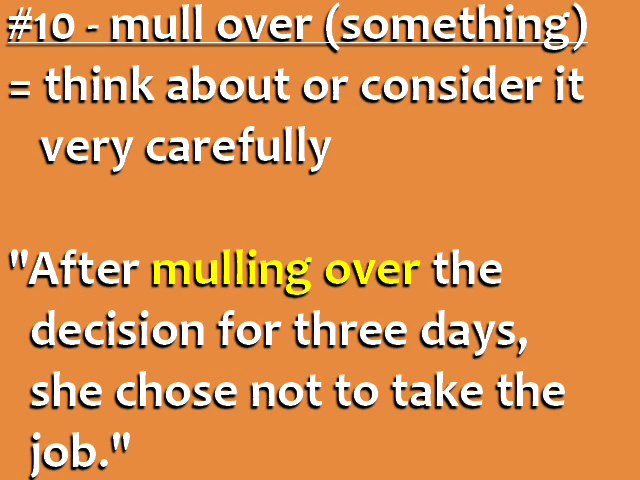 #10 - mull over (something)
= think about or consider it
very carefully
"After mulling over the
decision for three days,
she chose not to take the
job."